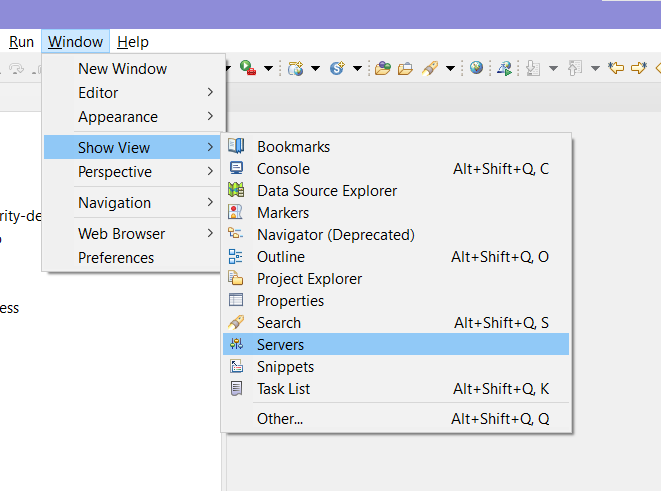 Run Window Help
New Window
Editor
Appearance
Show View
Perspective
Navigation
Web Browser
Preferences
Bookmarks
Console Alt+Shift+Q, C
Data Source Explorer
Markers
Navigator (Deprecated)
Outline Alt+Shift+Q, O
Project Explorer
Properties
Search Alt+Shift+Q, S
Servers
Snippets
Task List Alt+Shift+Q, K
Other... Alt+Shift+Q, Q
rity-de
ess